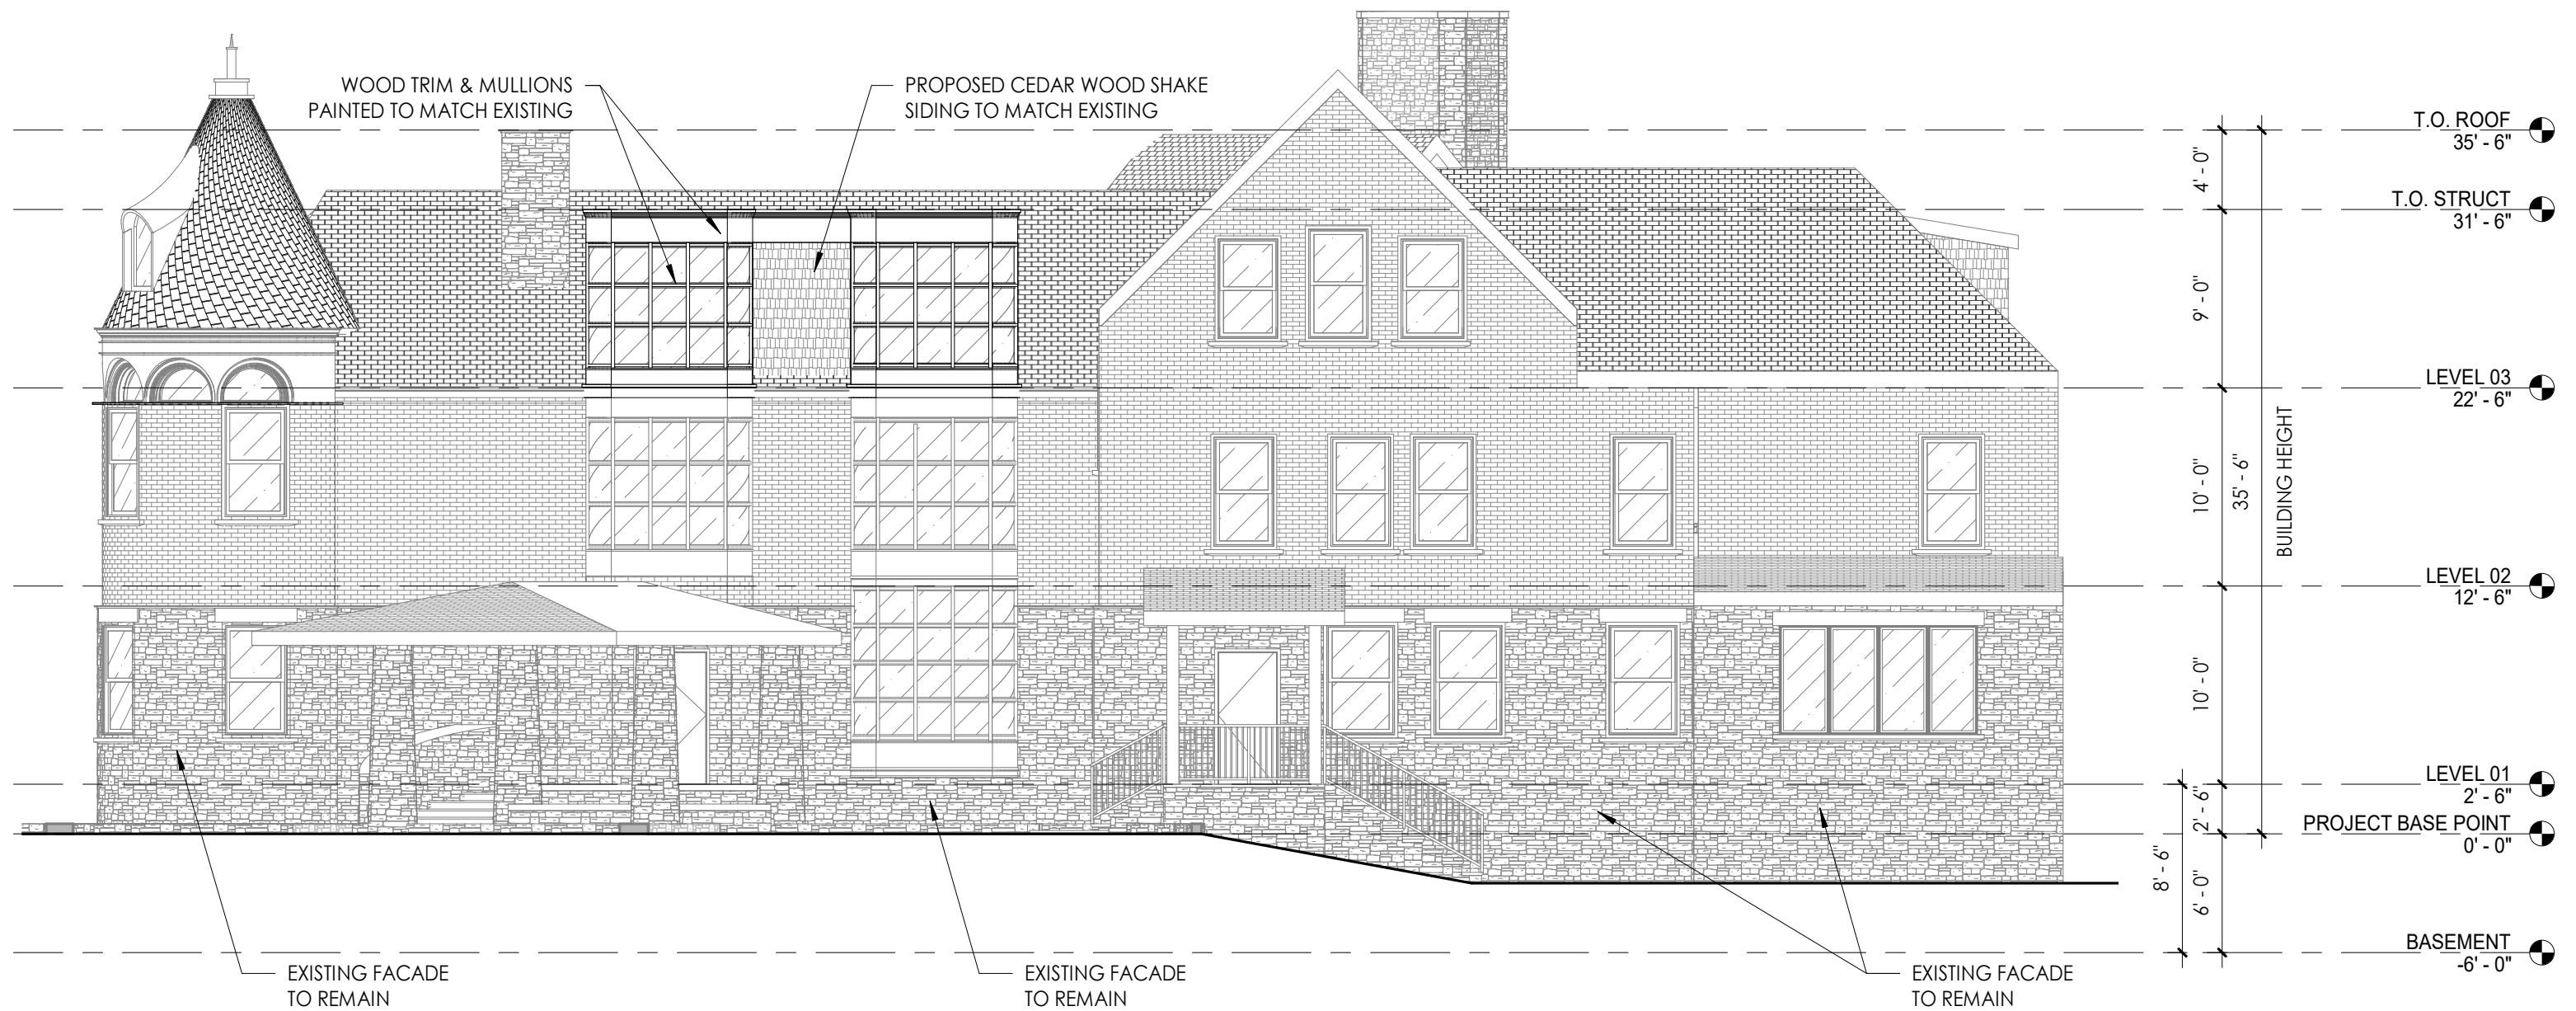 WOOD TRIM & MULLIONS
PAINTED TO MATCH EXISTING
PROPOSED CEDAR WOOD SHAKE
SIDING TO MATCH EXISTING
T.O. ROOF
35' - 6"
4' - 0"
T.O. STRUCT
31' - 6"
9' - 0"
LEVEL 03
22' - 6"
10' - 0"
35' - 6"
BUILDING HEIGHT
LEVEL 02
12' - 6"
10' - 0"
LEVEL 01
2' - 6"
2' - 6"
PROJECT BASE POINT
0' - 0"
8' - 6"
6' - 0"
BASEMENT
-6' - 0"
EXISTING FACADE
TO REMAIN
EXISTING FACADE
TO REMAIN
EXISTING FACADE
TO REMAIN